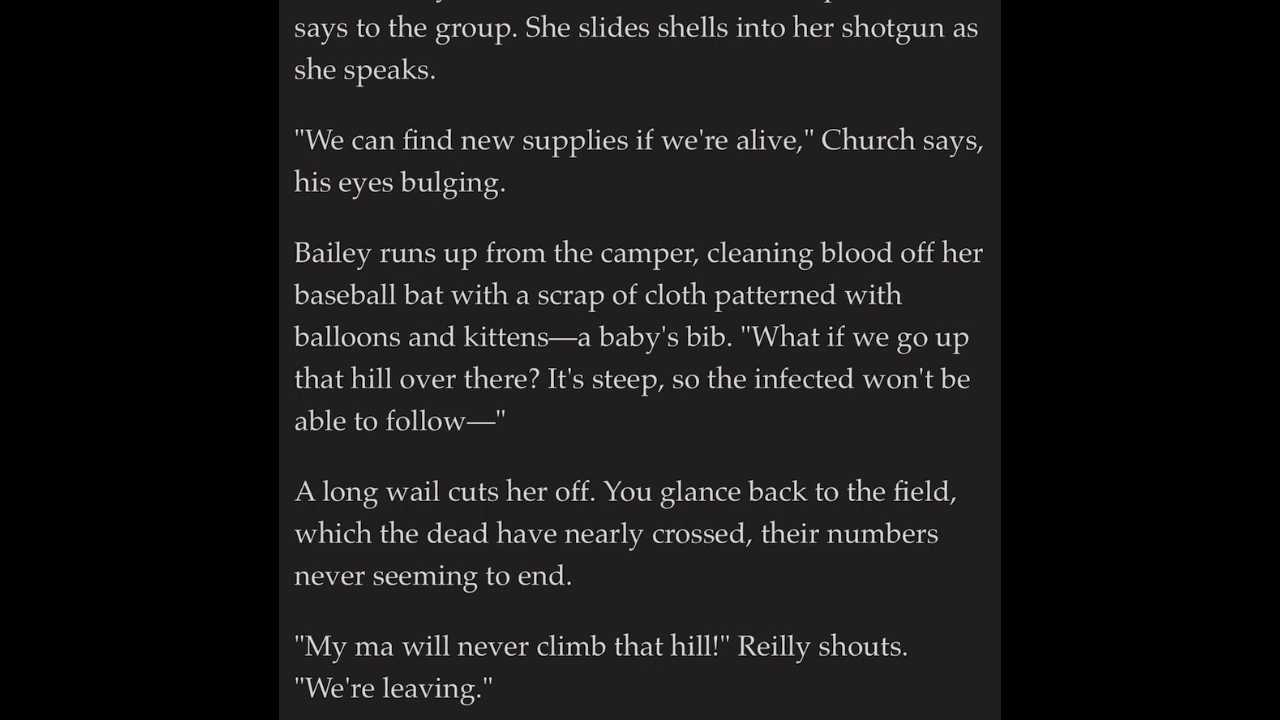 says to the group. She slides shells into her shotgun as
she speaks.
"We can find new supplies if we're alive," Church says,
his eyes bulging.
Bailey runs up from the camper, cleaning blood off her
baseball bat with a scrap of cloth patterned with
balloons and kittens—a baby's bib. "What if we go up
that hill over there? It's steep, so the infected won't be
able to follow—"
A long wail cuts her off. You glance back to the field,
which the dead have nearly crossed, their numbers
never seeming to end.
"My ma will never climb that hill!" Reilly shouts.
"We're leaving."